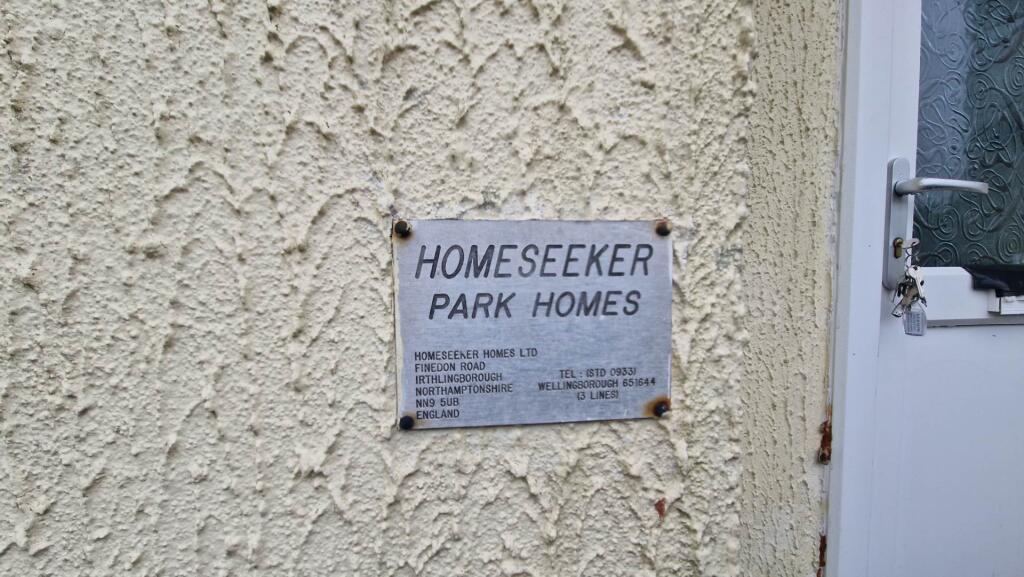 HOMESEEKER
PARK HOMES
HOMESEEKER HOMES LTD
FINEDON ROAD
IRTHLINGBOROUGH
NORTHAMPTONSHIRE
NN9 5UB
ENGLAND
TEL : (STD 0933)
WELLINGBOROUGH 651644
(3 LINES)